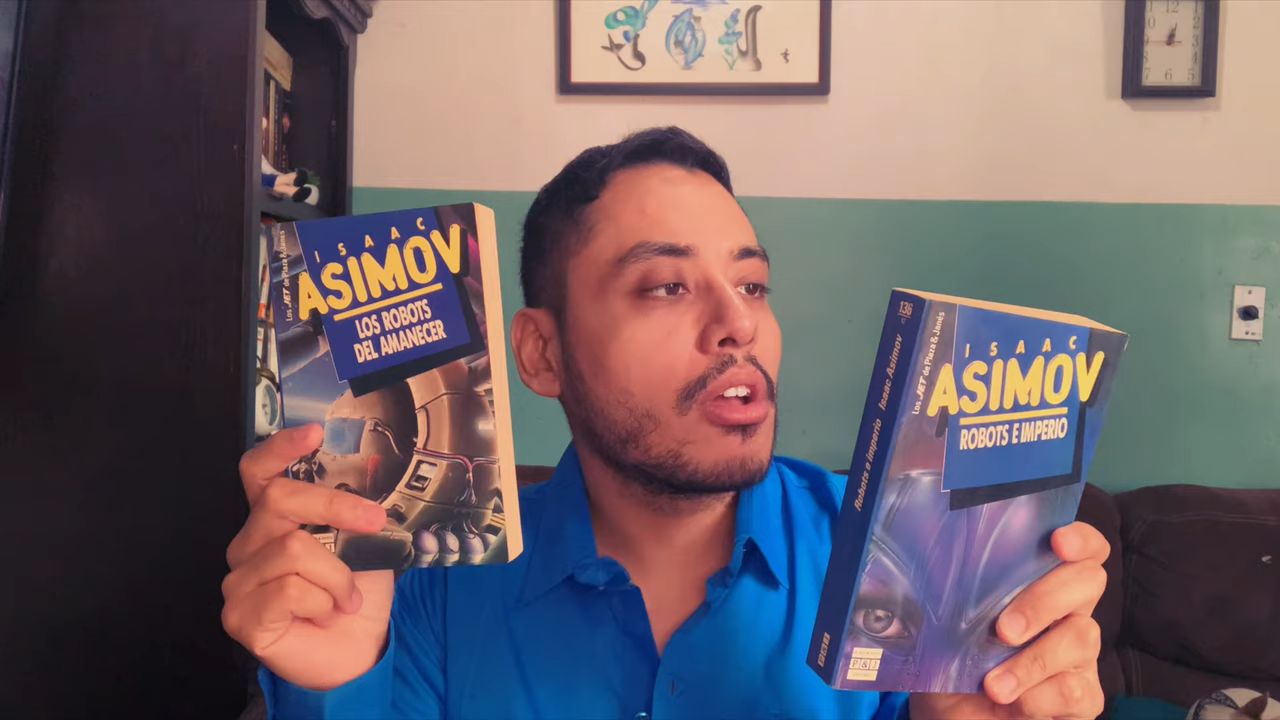 Los JET de Plaza & Janés
ISAAC
ASIMOV
LOS ROBOTS
DEL AMANECER
136
Robots e imperio Isaac Asimov
Los JET de Plaza & Janés
ISAAC
ASIMOV
ROBOTS E IMPERIO
P & J
12